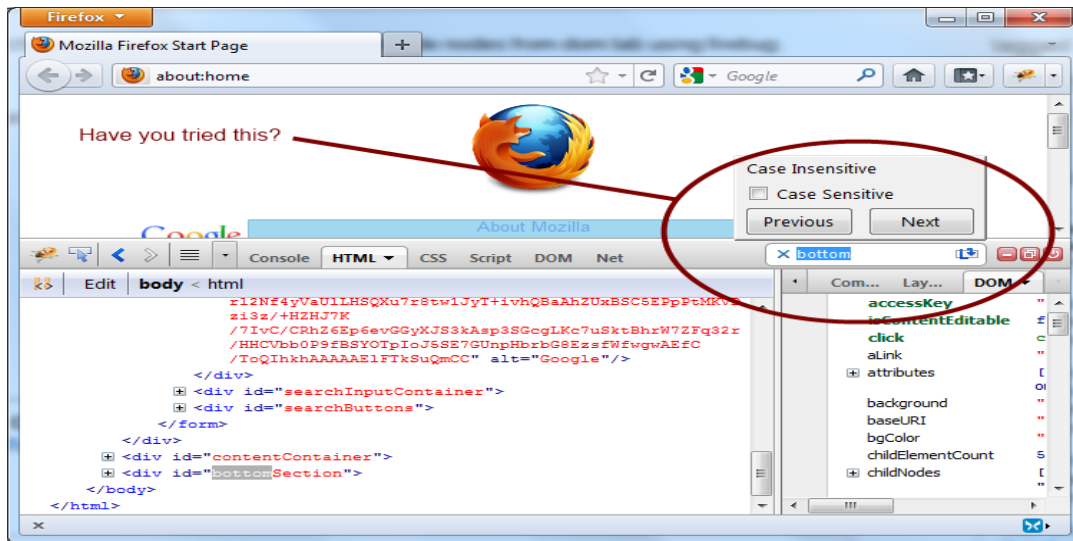 Firefox
Mozilla Firefox Start Page
about:home
Google
Have you tried this?
Case Insensitive
Case Sensitive
Previous Next
Google
About Mozilla
Console HTML CSS Script DOM Net
bottom
Edit body < html
Com... Lay... DOM
zi3z/+HZHJ7K
/ToQIhkhAAAAAElFTkSuQmCC" alt="Google"/>
</div>
<div id="searchInputContainer">
<div id="searchButtons">
</form>
</div>
<div id="contentContainer">
<div id="bottomSection">
</body>
</html>
accessKey "
isContentEditable f
click c
aLink "
attributes [
background "
baseURI "
bgColor "
childElementCount 5
childNodes [